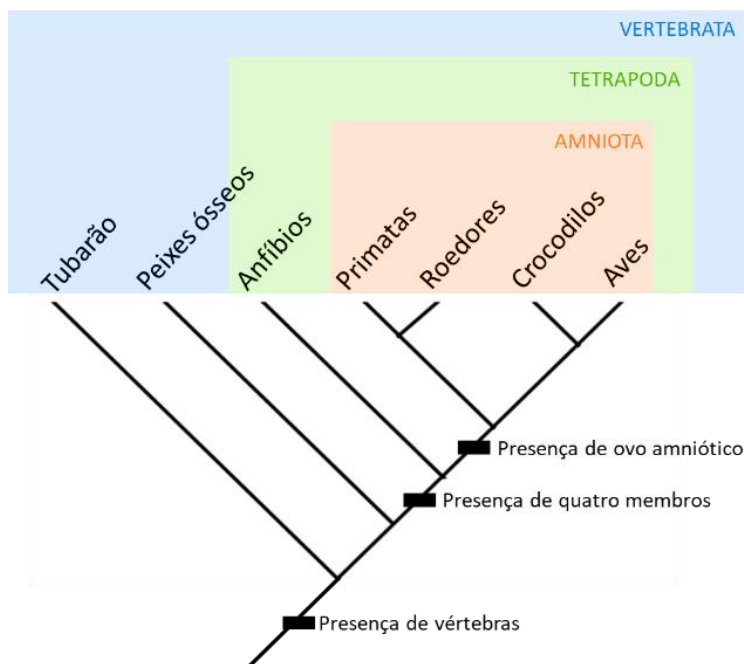 VERTEBRATA
TETRAPODA
AMNIOTA
Tubarão
Peixes ósseos
Anfíbios
Primatas
Roedores
Crocodilos
Aves
Presença de ovo amniótico
Presença de quatro membros
Presença de vértebras